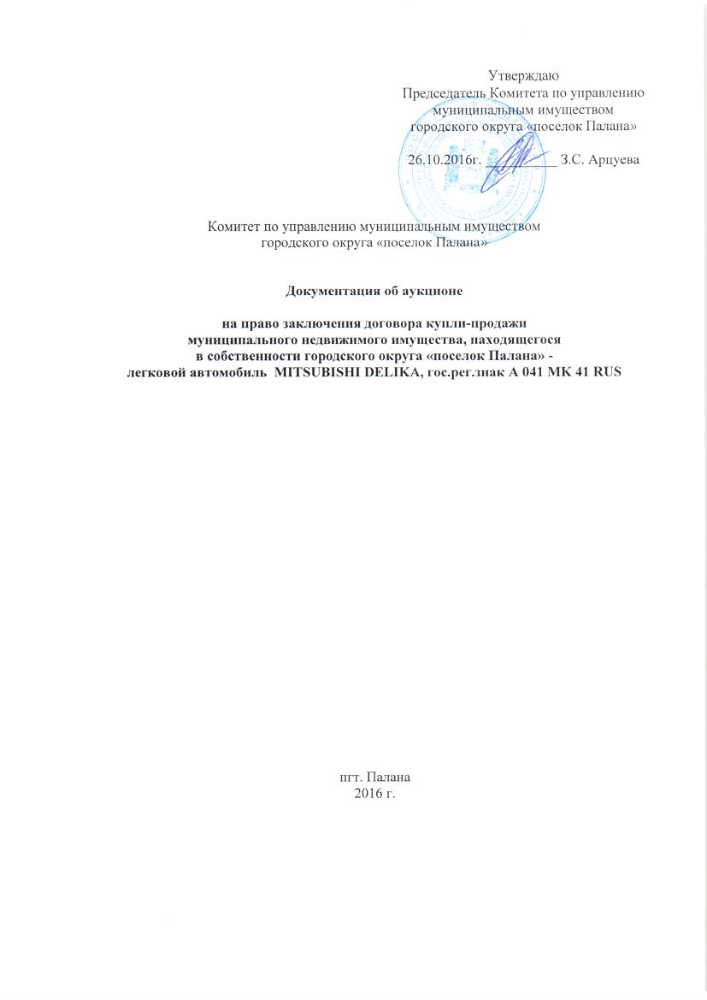 Утверждаю
Председатель Комитета по управлению
муниципальным имуществом
городского округа «поселок Палана»
26.10.2016г. __________ З.С. Арцуева
Комитет по управлению муниципальным имуществом
городского округа «поселок Палана»
Документация об аукционе
на право заключения договора купли-продажи
муниципального недвижимого имущества, находящегося
в собственности городского округа «поселок Палана» -
легковой автомобиль MITSUBISHI DELIKA, гос.рег.знак А 041 МК 41 RUS
пгт. Палана
2016 г.